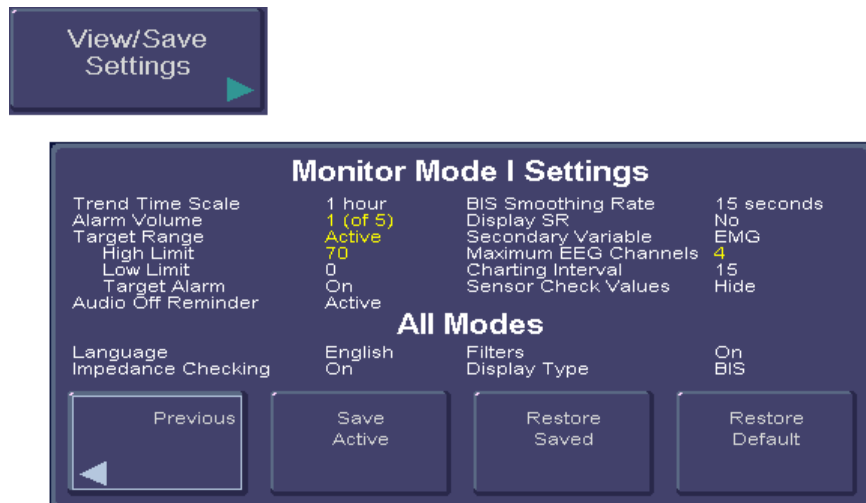 View/Save
Settings
Monitor Mode I Settings
Trend Time Scale 1 hour BIS Smoothing Rate 15 seconds
Alarm Volume 1 (of 5) Display SR No
Target Range Active Secondary Variable EMG
High Limit 70 Maximum EEG Channels 4
Low Limit 0 Charting Interval 15
Target Alarm On Sensor Check Values Hide
Audio Off Reminder Active
All Modes
Language English Filters On
Impedance Checking On Display Type BIS
Previous Save Restore Restore
Active Saved Default